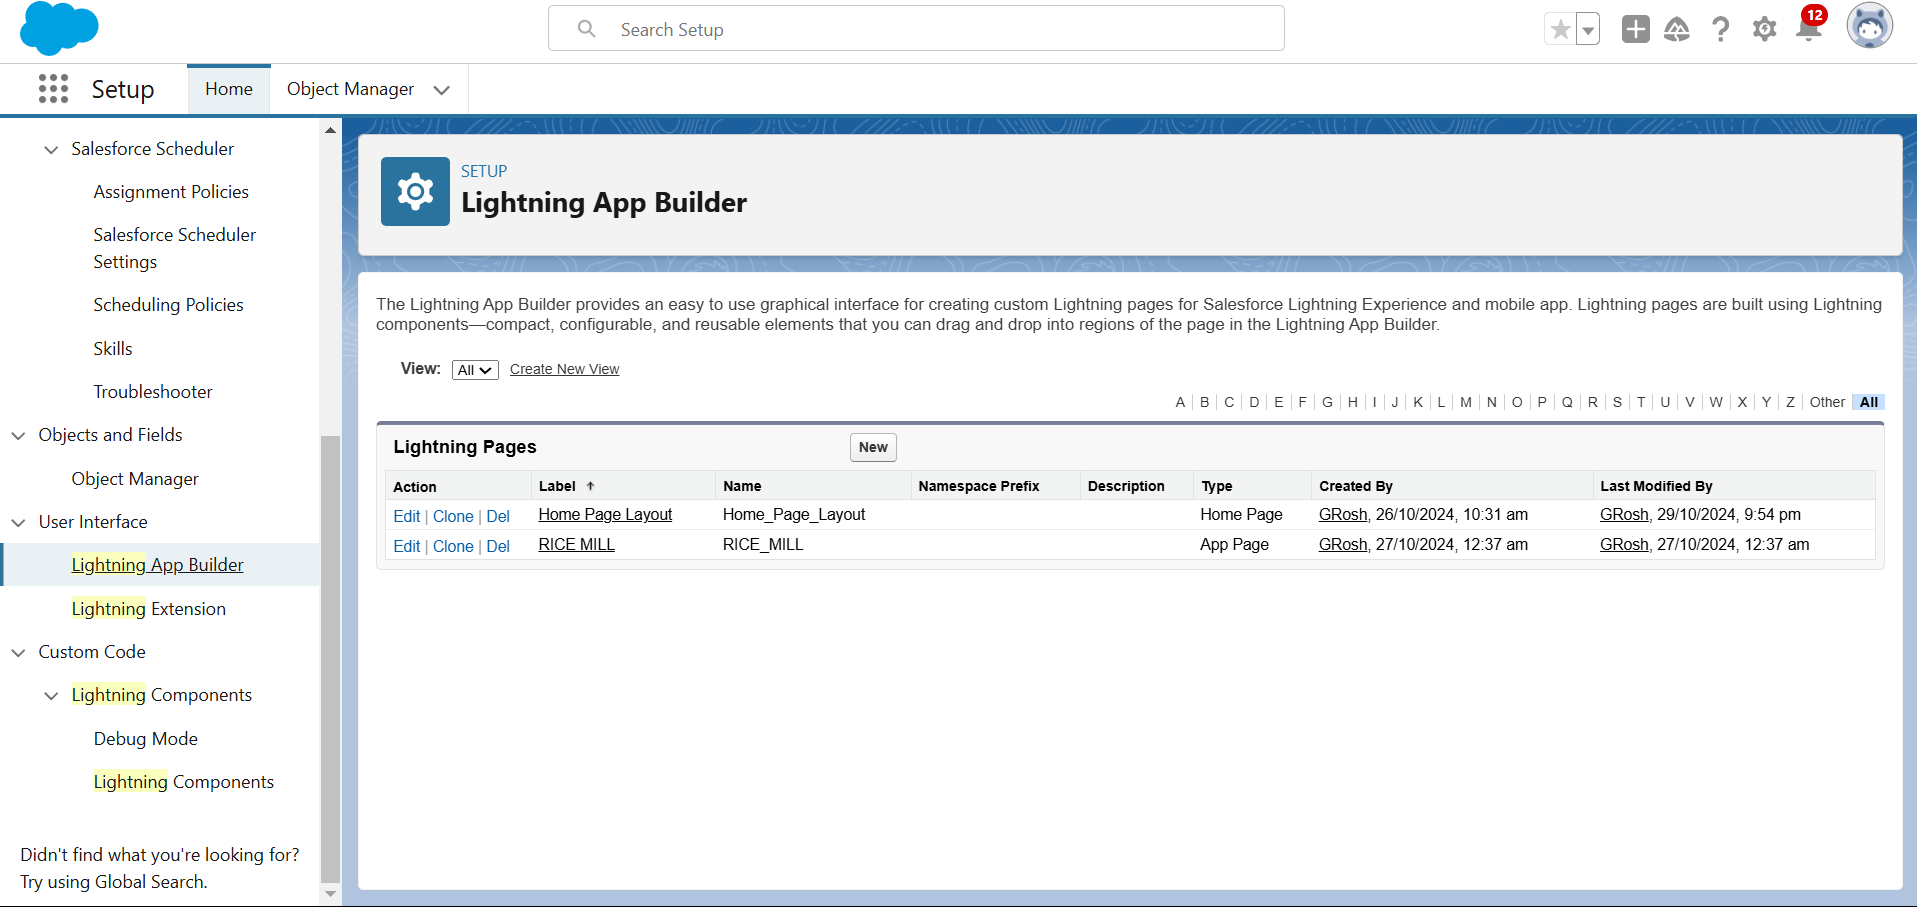 Search Setup
12
Setup
Home
Object Manager
Salesforce Scheduler
Assignment Policies
Salesforce Scheduler
Settings
Scheduling Policies
Skills
Troubleshooter
Objects and Fields
Object Manager
User Interface
Lightning App Builder
Lightning Extension
Custom Code
Lightning Components
Debug Mode
Lightning Components
Didn't find what you're looking for?
Try using Global Search.
SETUP
Lightning App Builder
The Lightning App Builder provides an easy to use graphical interface for creating custom Lightning pages for Salesforce Lightning Experience and mobile app. Lightning pages are built using Lightning
components—compact, configurable, and reusable elements that you can drag and drop into regions of the page in the Lightning App Builder.
View: All Create New View
A | B | C | D | E | F | G | H | I | J | K | L | M | N | O | P | Q | R | S | T | U | V | W | X | Y | Z | Other | All
Lightning Pages New
Action Label Name Namespace Prefix Description Type Created By Last Modified By
Edit | Clone | Del Home Page Layout Home_Page_Layout Home Page GRosh, 26/10/2024, 10:31 am GRosh, 29/10/2024, 9:54 pm
Edit | Clone | Del RICE MILL RICE_MILL App Page GRosh, 27/10/2024, 12:37 am GRosh, 27/10/2024, 12:37 am